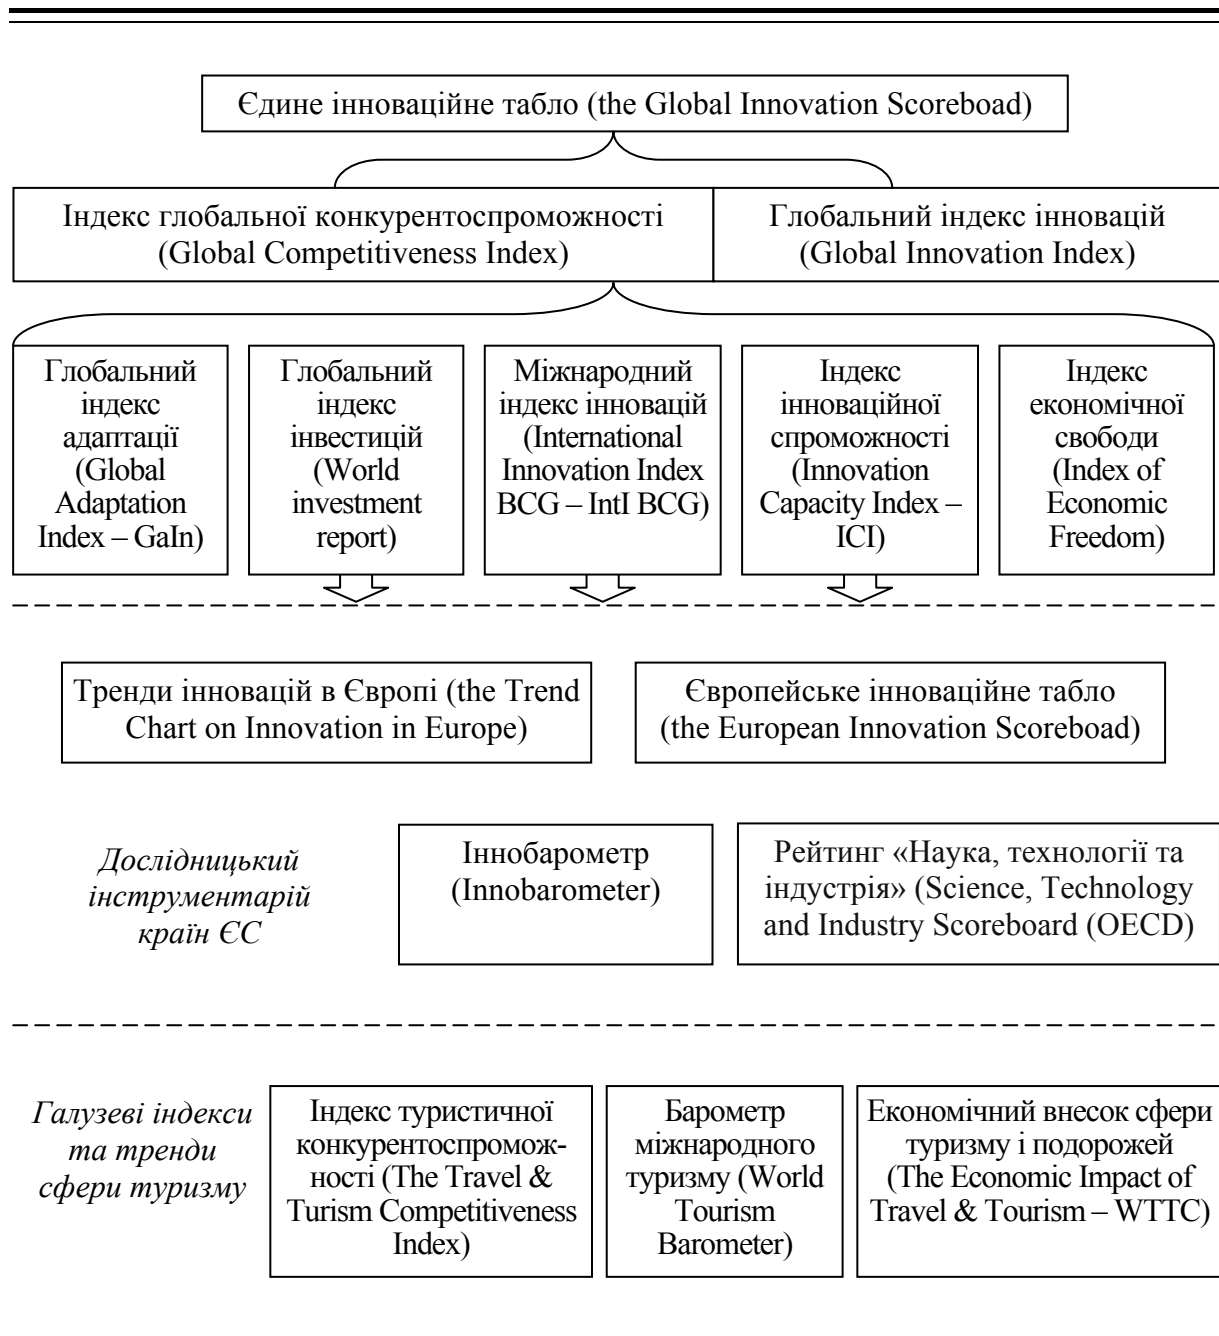 Єдине інноваційне табло (the Global Innovation Scoreboad)
Індекс глобальної конкурентоспроможності
(Global Competitiveness Index)
Глобальний індекс інновацій
(Global Innovation Index)
Глобальний
індекс
адаптації
(Global
Adaptation
Index – GaIn)
Глобальний
індекс
інвестицій
(World
investment
report)
Міжнародний
індекс інновацій
(International
Innovation Index
BCG – IntI BCG)
Індекс
інноваційної
спроможності
(Innovation
Capacity Index –
ICI)
Індекс
економічної
свободи
(Index of
Economic
Freedom)
Тренди інновацій в Європі (the Trend
Chart on Innovation in Europe)
Європейське інноваційне табло
(the European Innovation Scoreboad)
Дослідницький
інструментарій
країн ЄС
Іннобарометр
(Innobarometer)
Рейтинг «Наука, технології та
індустрія» (Science, Technology
and Industry Scoreboard (OECD)
Галузеві індекси
та тренди
сфери туризму
Індекс туристичної
конкурентоспромож-
ності (The Travel &
Turism Competitiveness
Index)
Барометр
міжнародного
туризму (World
Tourism
Barometer)
Економічний внесок сфери
туризму і подорожей
(The Economic Impact of
Travel & Tourism – WTTC)